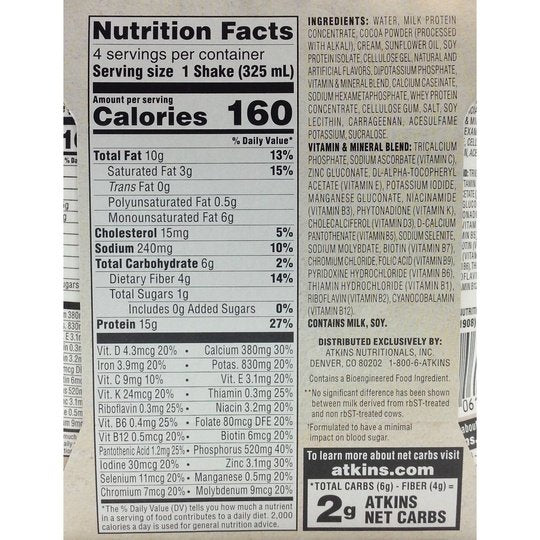 Nutrition Facts
4 servings per container
Serving size 1 Shake (325 mL)
Amount per serving
Calories 160
% Daily Value*
Total Fat 10g 13%
Saturated Fat 3g 15%
Trans Fat 0g
Polyunsaturated Fat 0.5g
Monounsaturated Fat 6g
Cholesterol 15mg 5%
Sodium 240mg 10%
Total Carbohydrate 6g 2%
Dietary Fiber 4g 14%
Total Sugars 1g
Includes 0g Added Sugars 0%
Protein 15g 27%
Vit. D 4.3mcg 20% • Calcium 380mg 30%
Iron 3.9mg 20% • Potas. 830mg 20%
Vit. C 9mg 10% • Vit. E 3.1mg 20%
Vit. K 24mcg 20% • Thiamin 0.3mg 25%
Riboflavin 0.3mg 25% • Niacin 3.2mg 20%
Vit. B6 0.4mg 25% • Folate 80mcg DFE 20%
Vit B12 0.5mcg 20% • Biotin 6mcg 20%
Pantothenic Acid 1.2mg 25% • Phosphorus 520mg 40%
Iodine 30mcg 20% • Zinc 3.1mg 30%
Selenium 11mcg 20% • Manganese 0.5mg 20%
Chromium 7mcg 20% • Molybdenum 9mcg 20%
*The % Daily Value (DV) tells you how much a nutrient
in a serving of food contributes to a daily diet. 2,000
calories a day is used for general nutrition advice.
INGREDIENTS: WATER, MILK PROTEIN
CONCENTRATE, COCOA POWDER (PROCESSED
WITH ALKALI), CREAM, SUNFLOWER OIL, SOY
PROTEIN ISOLATE, CELLULOSE GEL, NATURAL AND
ARTIFICIAL FLAVORS, DIPOTASSIUM PHOSPHATE,
VITAMIN & MINERAL BLEND, CALCIUM CASEINATE,
SODIUM HEXAMETAPHOSPHATE, WHEY PROTEIN
CONCENTRATE, CELLULOSE GUM, SALT, SOY
LECITHIN, CARRAGEENAN, ACESULFAME
POTASSIUM, SUCRALOSE.
VITAMIN & MINERAL BLEND: TRICALCIUM
PHOSPHATE, SODIUM ASCORBATE (VITAMIN C),
ZINC GLUCONATE, DL-ALPHA-TOCOPHERYL
ACETATE (VITAMIN E), POTASSIUM IODIDE,
MANGANESE GLUCONATE, NIACINAMIDE
(VITAMIN B3), PHYTONADIONE (VITAMIN K),
CHOLECALCIFEROL (VITAMIN D3), D-CALCIUM
PANTOTHENATE (VITAMIN B5), SODIUM SELENITE,
SODIUM MOLYBDATE, BIOTIN (VITAMIN B7),
CHROMIUM CHLORIDE, FOLIC ACID (VITAMIN B9),
PYRIDOXINE HYDROCHLORIDE (VITAMIN B6),
THIAMIN HYDROCHLORIDE (VITAMIN B1),
RIBOFLAVIN (VITAMIN B2), CYANOCOBALAMIN
(VITAMIN B12).
CONTAINS MILK, SOY.
DISTRIBUTED EXCLUSIVELY BY:
ATKINS NUTRITIONALS, INC.
DENVER, CO 80202 1-800-6-ATKINS
Contains a Bioengineered Food Ingredient.
**No significant difference has been shown
between milk derived from rbST-treated
and non rbST-treated cows.
†Formulated to have a minimal
impact on blood sugar.
To learn more about net carbs visit
atkins.com
*TOTAL CARBS (6g) - FIBER (4g) =
2g ATKINS
NET CARBS